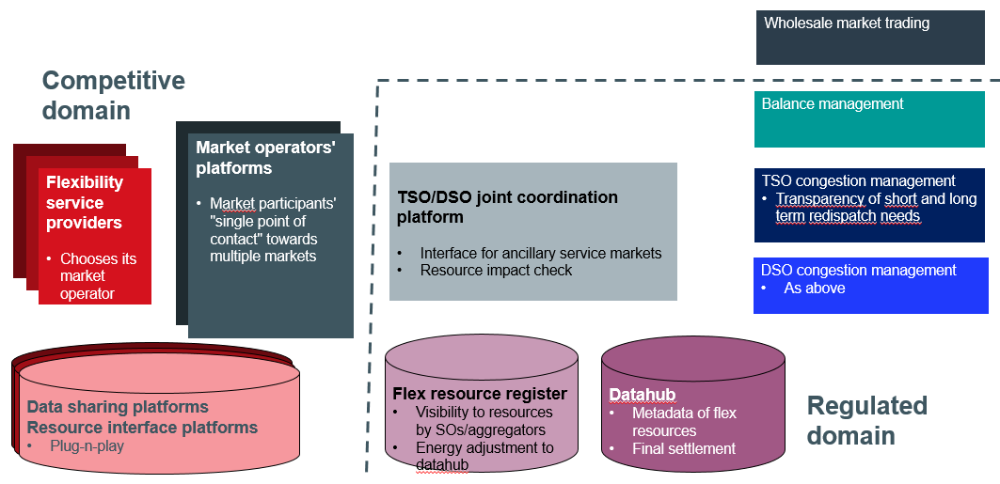 Wholesale market trading
Competitive
domain
Balance management
Flexibility
service
providers
• Chooses its
market
operator
Market operators'
platforms
• Market participants'
"single point of
contact" towards
multiple markets
TSO/DSO joint coordination
platform
• Interface for ancillary service markets
• Resource impact check
TSO congestion management
• Transparency of short and long
term redispatch needs
DSO congestion management
• As above
Data sharing platforms
Resource interface platforms
• Plug-n-play
Flex resource register
• Visibility to resources
by SOs/aggregators
• Energy adjustment to
datahub
Datahub
• Metadata of flex
resources
• Final settlement
Regulated
domain